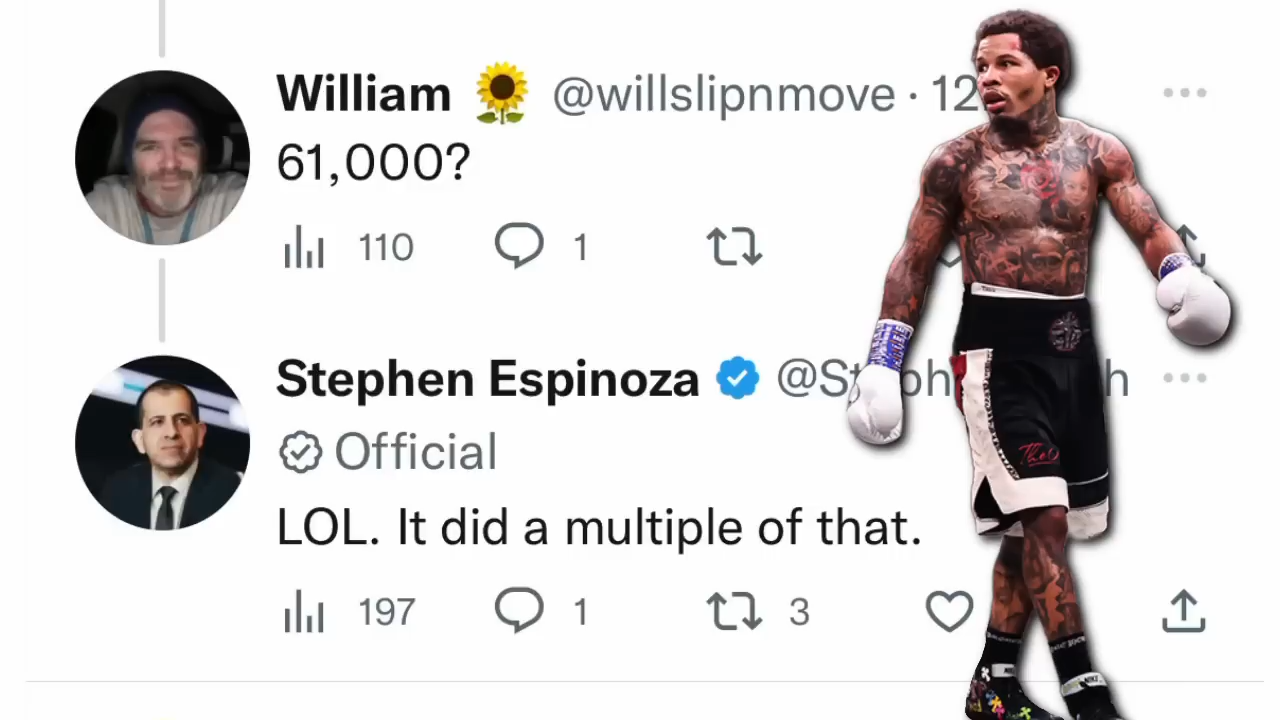 William 🌻 @willslipnmove · 12
61,000?
110 1
Stephen Espinoza @St
Official
LOL. It did a multiple of that.
197 1 3